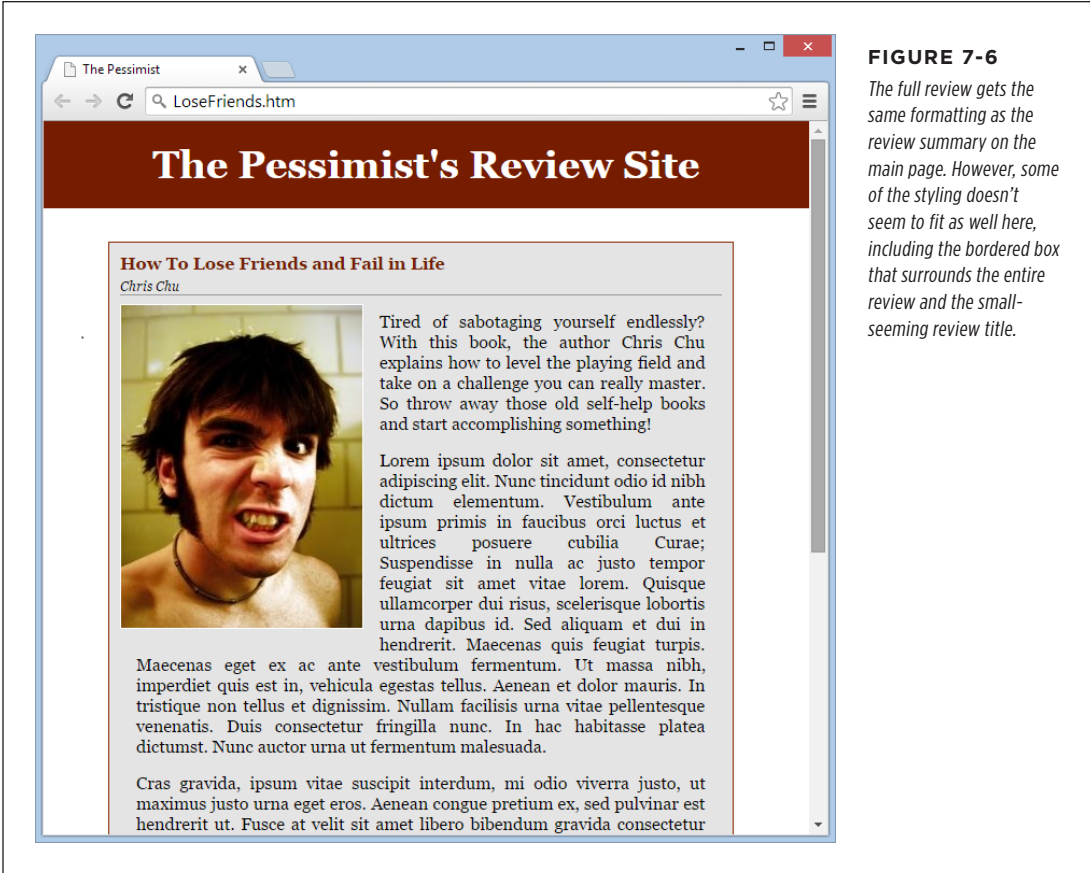 The Pessimist
LoseFriends.htm
The Pessimist's Review Site
How To Lose Friends and Fail in Life
Chris Chu
Tired of sabotaging yourself endlessly?
With this book, the author Chris Chu
explains how to level the playing field and
take on a challenge you can really master.
So throw away those old self-help books
and start accomplishing something!
Lorem ipsum dolor sit amet, consectetur
adipiscing elit. Nunc tincidunt odio id nibh
dictum elementum. Vestibulum ante
ipsum primis in faucibus orci luctus et
ultrices posuere cubilia Curae;
Suspendisse in nulla ac justo tempor
feugiat sit amet vitae lorem. Quisque
ullamcorper dui risus, scelerisque lobortis
urna dapibus id. Sed aliquam et dui in
hendrerit. Maecenas quis feugiat turpis.
Maecenas eget ex ac ante vestibulum fermentum. Ut massa nibh,
imperdiet quis est in, vehicula egestas tellus. Aenean et dolor mauris. In
tristique non tellus et dignissim. Nullam facilisis urna vitae pellentesque
venenatis. Duis consectetur fringilla nunc. In hac habitasse platea
dictumst. Nunc auctor urna ut fermentum malesuada.
Cras gravida, ipsum vitae suscipit interdum, mi odio viverra justo, ut
maximus justo urna eget eros. Aenean congue pretium ex, sed pulvinar est
hendrerit ut. Fusce at velit sit amet libero bibendum gravida consectetur
FIGURE 7-6
The full review gets the
same formatting as the
review summary on the
main page. However, some
of the styling doesn't
seem to fit as well here,
including the bordered box
that surrounds the entire
review and the small-
seeming review title.